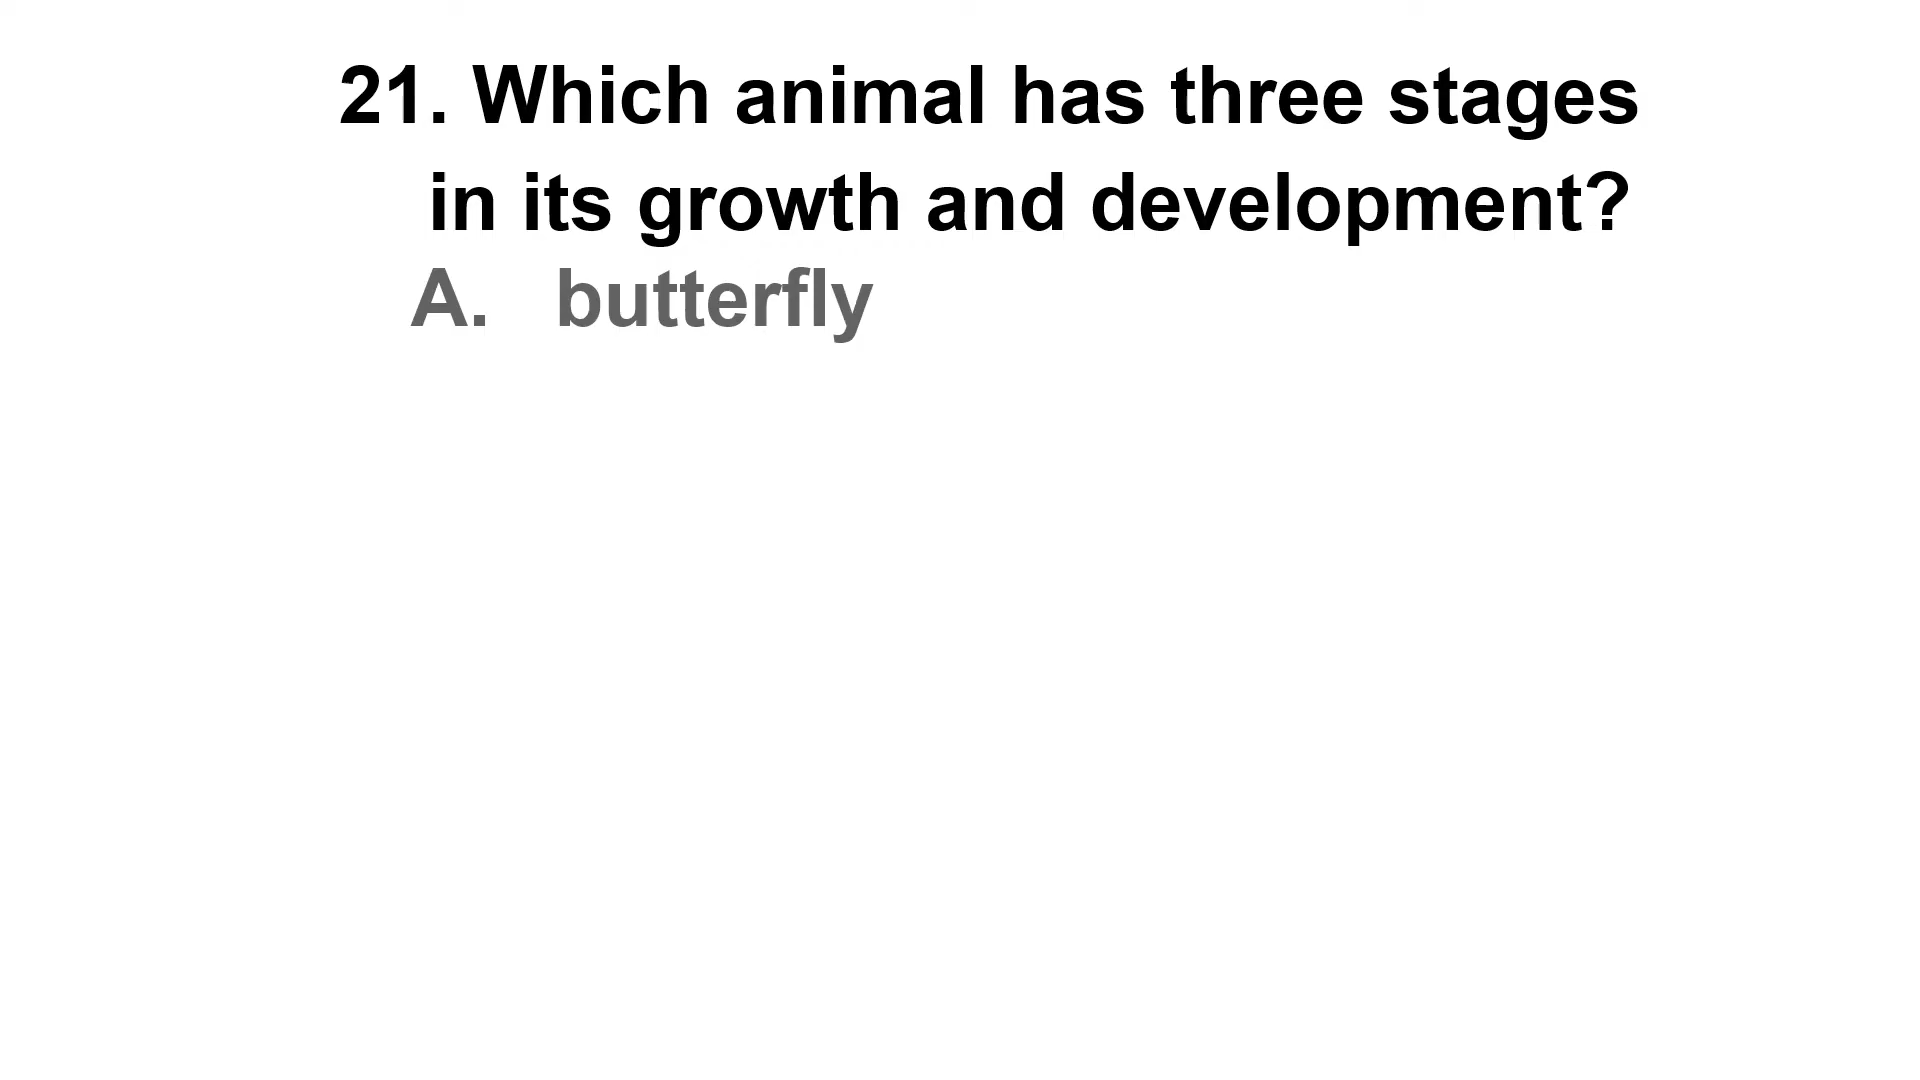 21. Which animal has three stages
in its growth and development?
A. butterfly